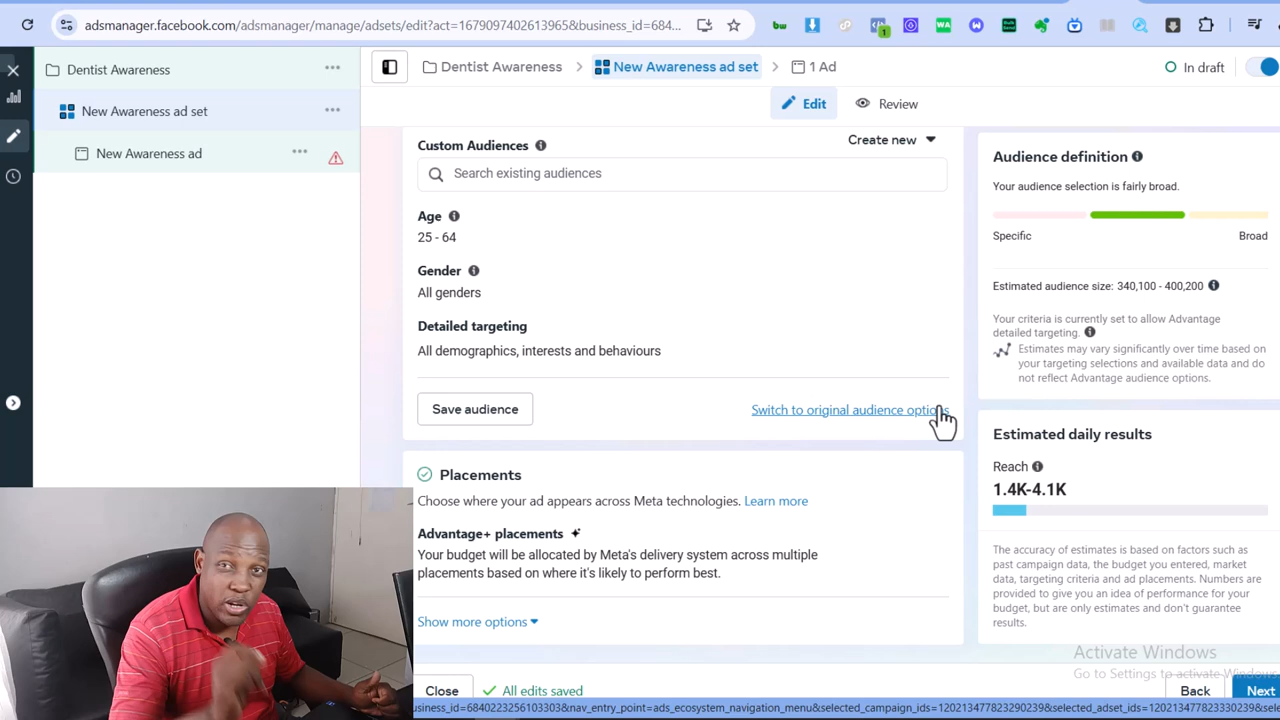 adsmanager.facebook.com/adsmanager/manage/adsets/edit?act=1679097402613965&business_id=684...
Dentist Awareness
New Awareness ad set
New Awareness ad
Dentist Awareness > New Awareness ad set > 1 Ad
In draft
Edit
Review
Custom Audiences
Create new
Search existing audiences
Age
25 - 64
Gender
All genders
Detailed targeting
All demographics, interests and behaviours
Save audience
Switch to original audience options
Placements
Choose where your ad appears across Meta technologies. Learn more
Advantage+ placements
Your budget will be allocated by Meta's delivery system across multiple
placements based on where it's likely to perform best.
Show more options
Close
All edits saved
Back
Next
Audience definition
Your audience selection is fairly broad.
Specific
Broad
Estimated audience size: 340,100 - 400,200
Your criteria is currently set to allow Advantage
detailed targeting.
Estimates may vary significantly over time based on
your targeting selections and available data and do
not reflect Advantage audience options.
Estimated daily results
Reach
1.4K-4.1K
The accuracy of estimates is based on factors such as
past campaign data, the budget you entered, market
data, targeting criteria and ad placements. Numbers are
provided to give you an idea of performance for your
budget, but are only estimates and don't guarantee
results.
Activate Windows
Go to Settings to activate Windows